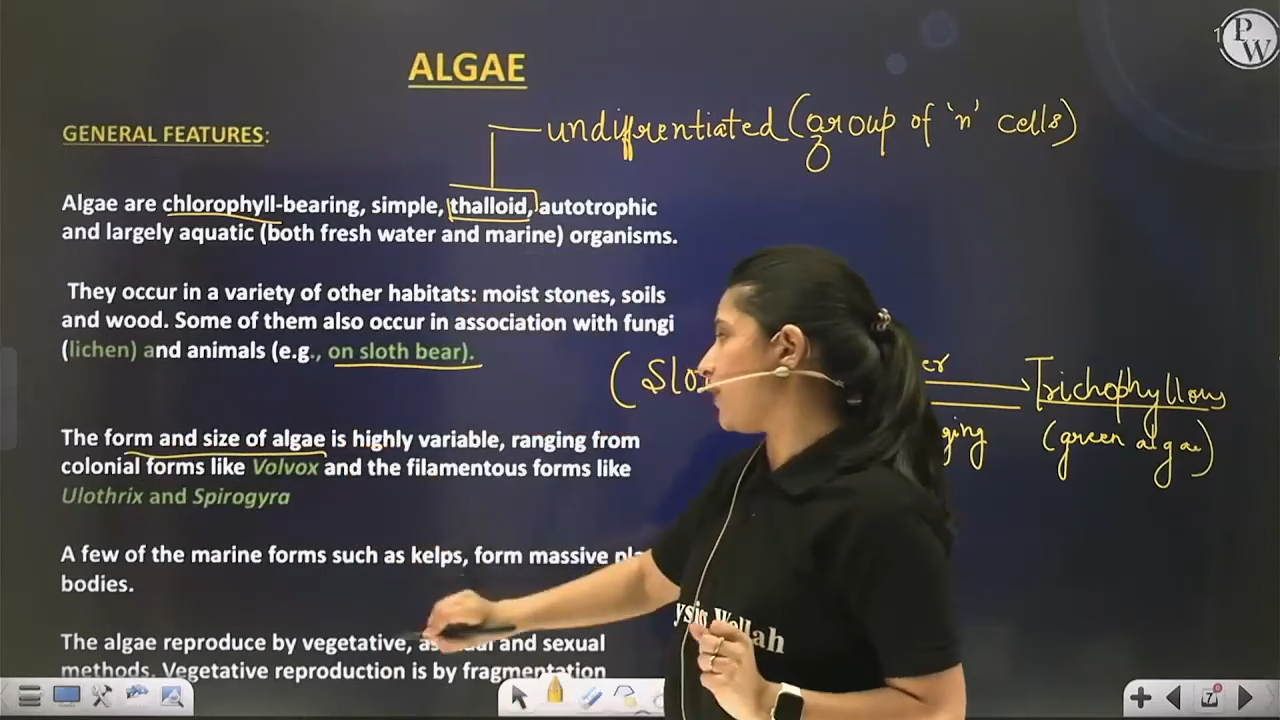 PW
ALGAE
undiffrentiated (group of 'n' cells)
GENERAL FEATURES:
Algae are chlorophyll-bearing, simple, thalloid, autotrophic
and largely aquatic (both fresh water and marine) organisms.
They occur in a variety of other habitats: moist stones, soils
and wood. Some of them also occur in association with fungi
(lichen) and animals (e.g., on sloth bear).
(Slo er Trichophyllous
ging (green algae)
The form and size of algae is highly variable, ranging from
colonial forms like Volvox and the filamentous forms like
Ulothrix and Spirogyra
A few of the marine forms such as kelps, form massive
bodies.
The algae reproduce by vegetative, and sexual
methods. Vegetative reproduction is by fragmentation
ysics Wallah
7